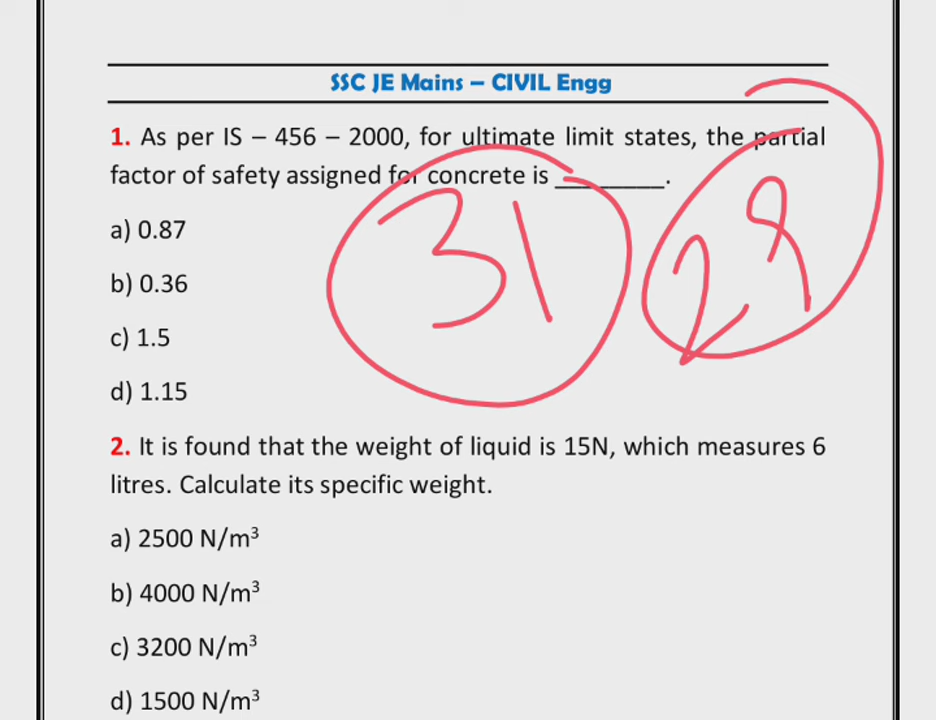 SSC JE Mains – CIVIL Engg
1. As per IS – 456 – 2000, for ultimate limit states, the partial
factor of safety assigned for concrete is _________.
31
29
a) 0.87
b) 0.36
c) 1.5
d) 1.15
2. It is found that the weight of liquid is 15N, which measures 6
litres. Calculate its specific weight.
a) 2500 N/m³
b) 4000 N/m³
c) 3200 N/m³
d) 1500 N/m³